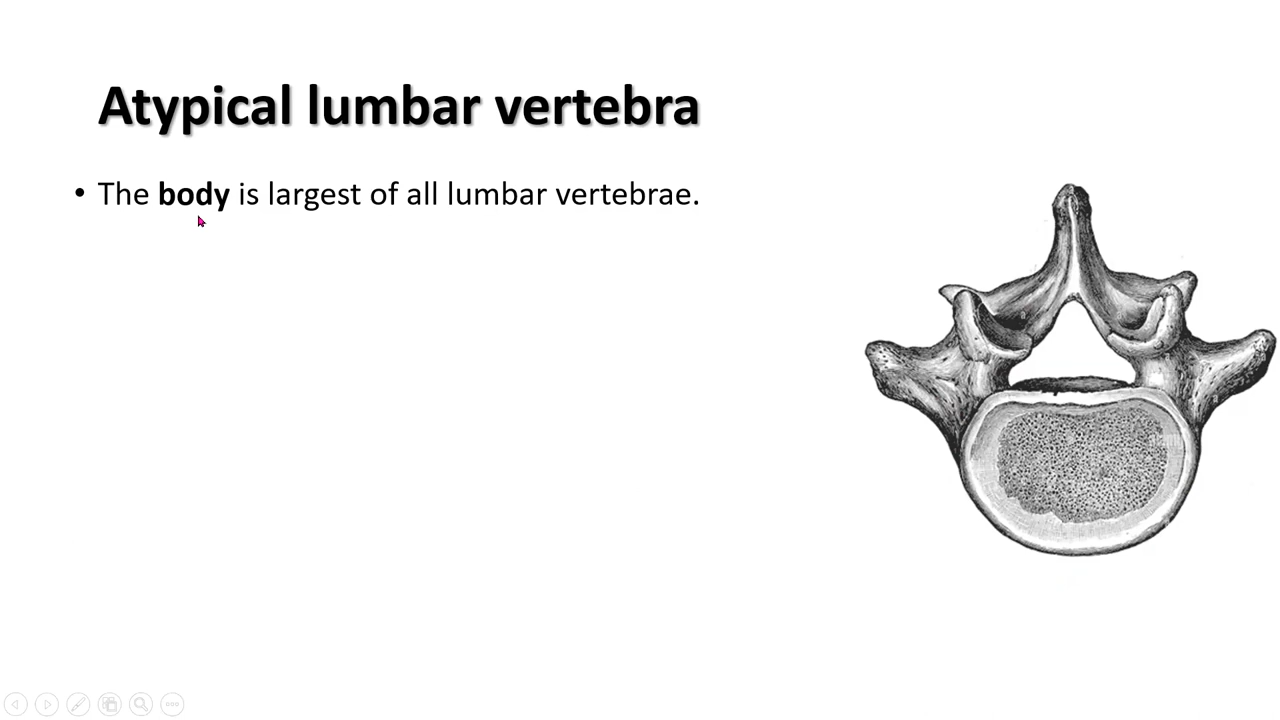 Atypical lumbar vertebra
• The body is largest of all lumbar vertebrae.